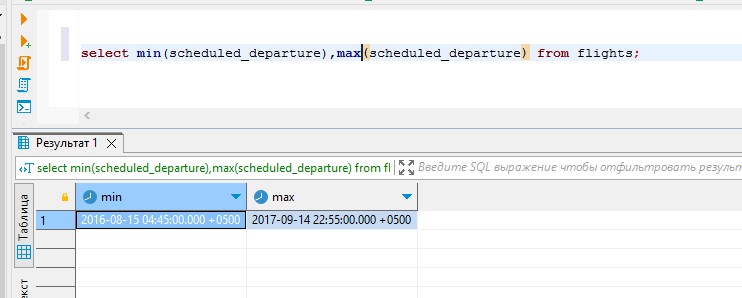 select min(scheduled_departure),max(scheduled_departure) from flights;
Результат 1
select min(scheduled_departure),max(scheduled_departure) from fl
Введите SQL выражение чтобы отфильтровать результ
Таблица
min
max
1
2016-08-15 04:45:00.000 +0500
2017-09-14 22:55:00.000 +0500
екст